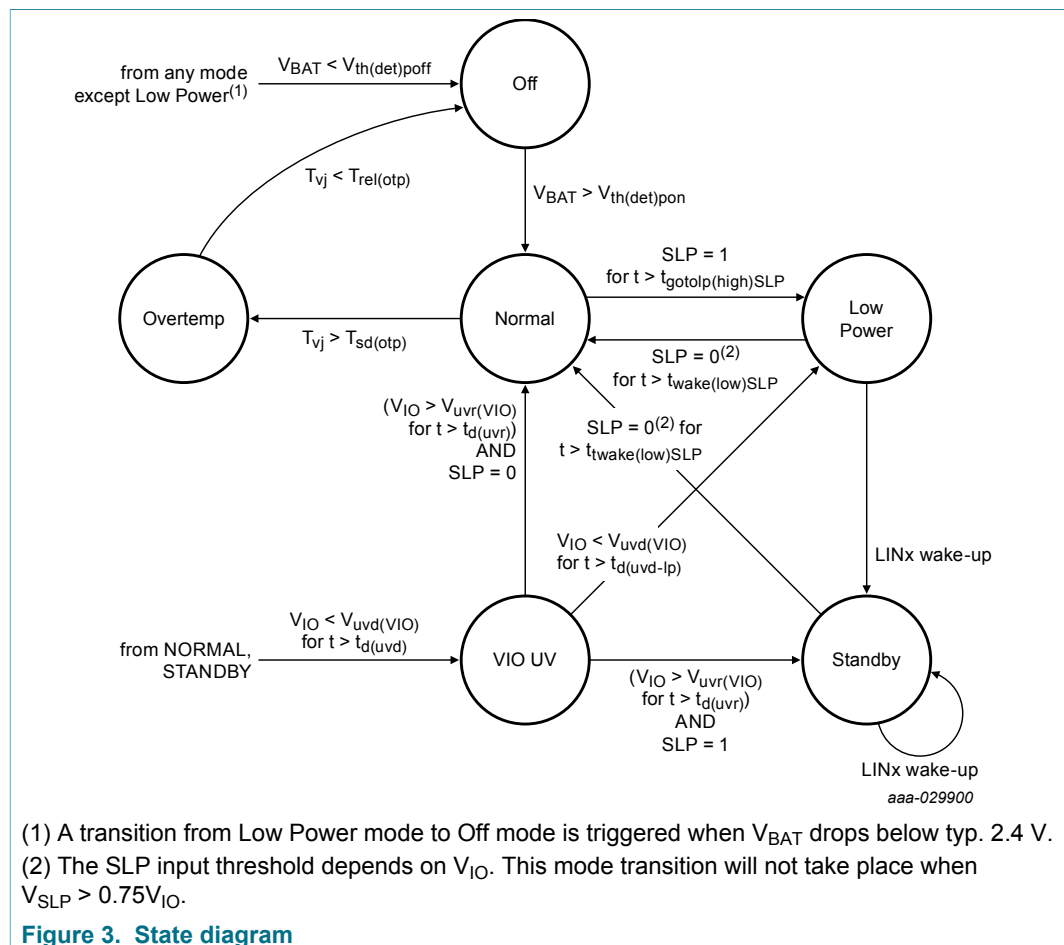 from any mode
except Low Power(1)
VBAT < Vth(det)poff
Off
Tvj < Trel(otp)
VBAT > Vth(det)pon
Overtemp
Tvj > Tsd(otp)
Normal
SLP = 1
for t > tgotolp(high)SLP
Low
Power
SLP = 0(2)
for t > twake(low)SLP
(VIO > Vuvr(VIO)
for t > td(uvr))
AND
SLP = 0
SLP = 0(2) for
t > ttwake(low)SLP
VIO < Vuvd(VIO)
for t > td(uvd-lp)
LINx wake-up
from NORMAL,
STANDBY
VIO < Vuvd(VIO)
for t > td(uvd)
VIO UV
(VIO > Vuvr(VIO)
for t > td(uvr))
AND
SLP = 1
Standby
LINx wake-up
aaa-029900
(1) A transition from Low Power mode to Off mode is triggered when VBAT drops below typ. 2.4 V.
(2) The SLP input threshold depends on VIO. This mode transition will not take place when
VSLP > 0.75VIO.
Figure 3. State diagram